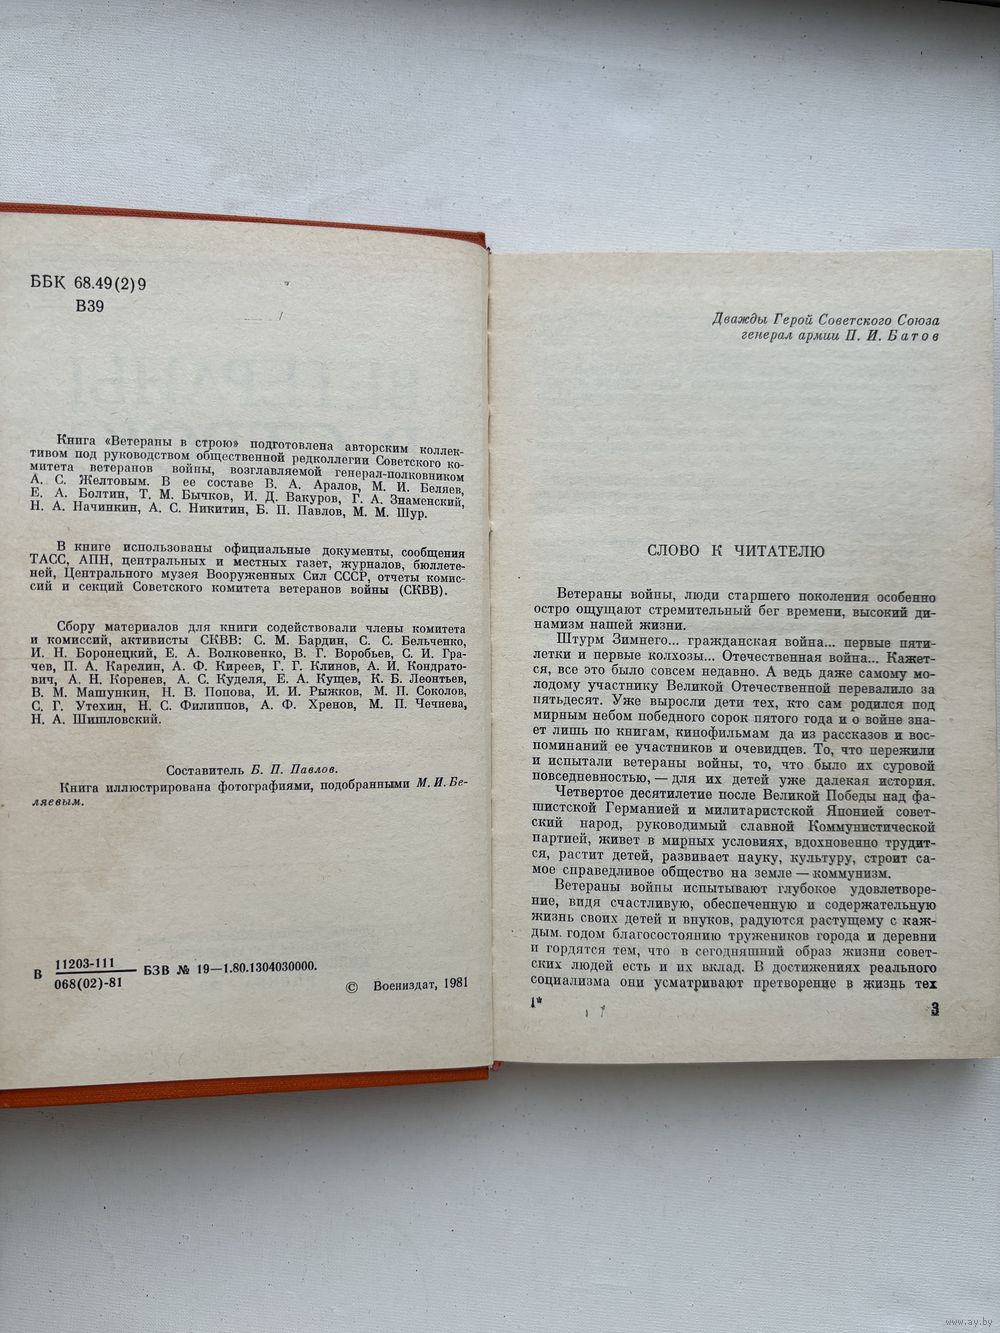 ББК 68.49(2)9
В39
Книга «Ветераны в строю» подготовлена авторским коллек-
тивом под руководством общественной редколлегии Советского ко-
митета ветеранов войны, возглавляемой генерал-полковником
А. С. Желтовым. В ее составе В. А. Аралов, М. И. Беляев,
Е. А. Болтин, Т. М. Бычков, И. Д. Вакуров, Г. А. Знаменский,
Н. А. Начинкин, А. С. Никитин, Б. П. Павлов, М. М. Шур.
В книге использованы официальные документы, сообщения
ТАСС, АПН, центральных и местных газет, журналов, бюллете-
ней, Центрального музея Вооруженных Сил СССР, отчеты комис-
сий и секций Советского комитета ветеранов войны (СКВВ).
Сбору материалов для книги содействовали члены комитета
и комиссий, активисты СКВВ: С. М. Бардин, С. С. Бельченко,
И. Н. Боронецкий, Е. А. Волковенко, В. Г. Воробьев, С. И. Гра-
чев, П. А. Карелин, А. Ф. Киреев, Г. Г. Клинов, А. И. Кондрато-
вич, А. Н. Коренев, А. С. Куделя, Е. А. Кущев, К. Б. Леонтьев,
В. М. Машункин, Н. В. Попова, И. И. Рыжков, М. П. Соколов,
С. Г. Утехин, Н. С. Филиппов, А. Ф. Хренов, М. П. Чечнева,
Н. А. Шишловский.
Составитель Б. П. Павлов.
Книга иллюстрирована фотографиями, подобранными М. И. Бе-
ляевым.
В 11203-111
068(02)-81 БЗВ № 19—1.80.1304030000.
© Воениздат, 1981
Дважды Герой Советского Союза
генерал армии П. И. Батов
СЛОВО К ЧИТАТЕЛЮ
Ветераны войны, люди старшего поколения особенно
остро ощущают стремительный бег времени, высокий ди-
намизм нашей жизни.
Штурм Зимнего... гражданская война... первые пяти-
летки и первые колхозы... Отечественная война... Кажет-
ся, все это было совсем недавно. А ведь даже самому мо-
лодому участнику Великой Отечественной перевалило за
пятьдесят. Уже выросли дети тех, кто сам родился под
мирным небом победного сорок пятого года и о войне зна-
ет лишь по книгам, кинофильмам да из рассказов и вос-
поминаний ее участников и очевидцев. То, что пережили
и испытали ветераны войны, то, что было их суровой
повседневностью, — для их детей уже далекая история.
Четвертое десятилетие после Великой Победы над фа-
шистской Германией и милитаристской Японией совет-
ский народ, руководимый славной Коммунистической
партией, живет в мирных условиях, вдохновенно трудит-
ся, растит детей, развивает науку, культуру, строит са-
мое справедливое общество на земле — коммунизм.
Ветераны войны испытывают глубокое удовлетворе-
ние, видя счастливую, обеспеченную и содержательную
жизнь своих детей и внуков, радуются растущему с каж-
дым годом благосостоянию тружеников города и деревни
и гордятся тем, что в сегодняшний образ жизни совет-
ских людей есть и их вклад. В достижениях реального
социализма они усматривают претворение в жизнь тех
1*
3
www.ay.by